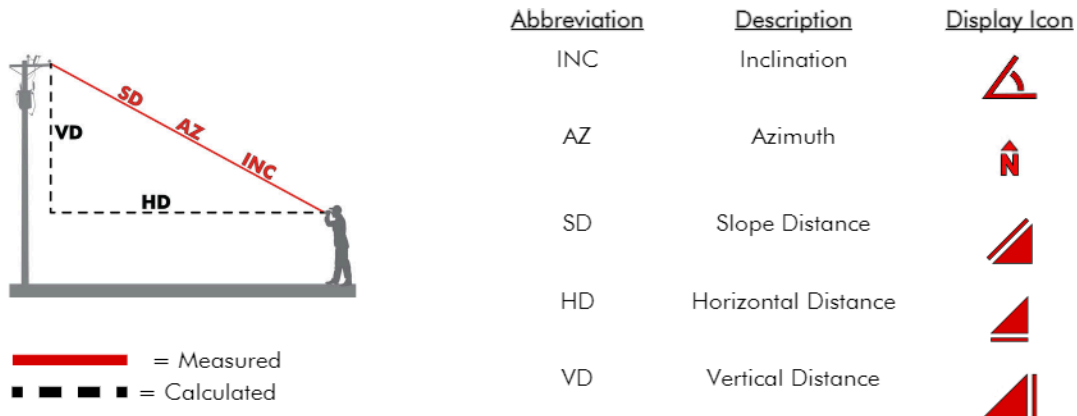 SD
AZ
INC
VD
HD
= Measured
= Calculated
Abbreviation Description Display Icon
INC Inclination
AZ Azimuth
N
SD Slope Distance
HD Horizontal Distance
VD Vertical Distance